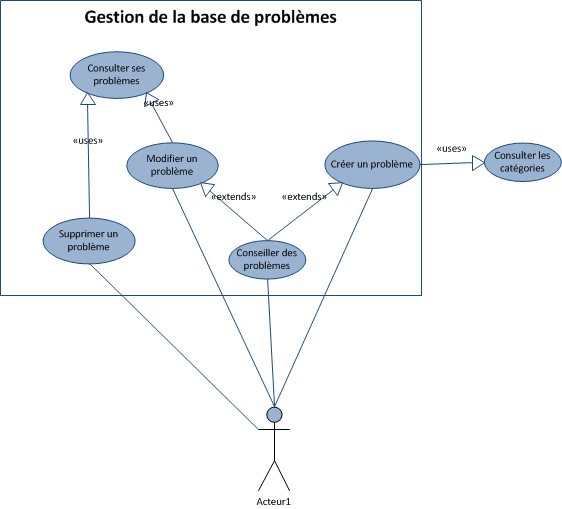 Gestion de la base de problèmes
Consulter ses
problèmes
«uses»
«uses»
Modifier un
problème
Créer un problème
«uses»
Consulter les
catégories
«extends»
«extends»
Supprimer un
problème
Conseiller des
problèmes
Acteur1